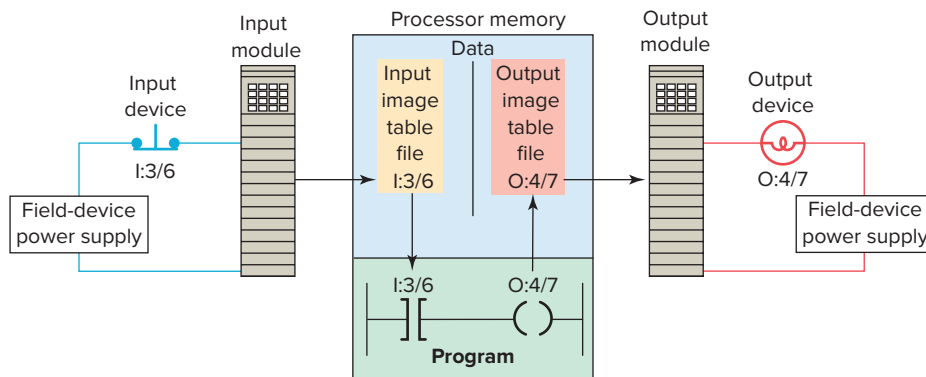 Input
module
Processor memory
Output
module
Data
Input
device
I:3/6
Input
image
table
file
I:3/6
Output
image
table
file
O:4/7
Output
device
O:4/7
Field-device
power supply
Field-device
power supply
I:3/6
O:4/7
Program